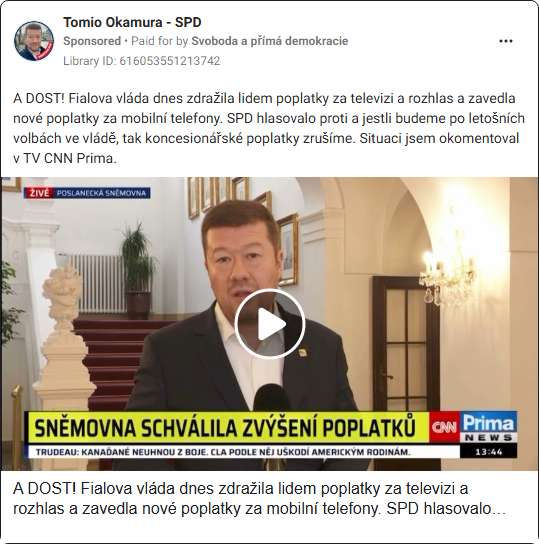 Tomio Okamura - SPD
Sponsored • Paid for by Svoboda a přímá demokracie
Library ID: 616053551213742
A DOST! Fialova vláda dnes zdražila lidem poplatky za televizi a rozhlas a zavedla
nové poplatky za mobilní telefony. SPD hlasovalo proti a jestli budeme po letošních
volbách ve vládě, tak koncesionářské poplatky zrušíme. Situaci jsem okomentoval
v TV CNN Prima.
ŽIVĚ POSLANECKÁ SNĚMOVNA
SNĚMOVNA SCHVÁLILA ZVÝŠENÍ POPLATKŮ
CNN Prima
NEWS
TRUDEAU: KANAĎANÉ NEUHNOU Z BOJE. CLA PODLE NĚJ UŠKODÍ AMERICKÝM RODINÁM.
13:44
A DOST! Fialova vláda dnes zdražila lidem poplatky za televizi a
rozhlas a zavedla nové poplatky za mobilní telefony. SPD hlasovalo…